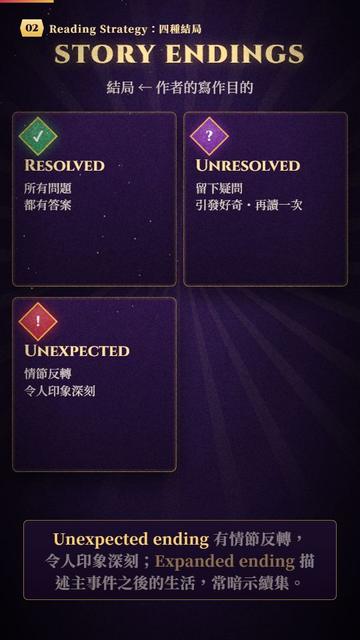 02 Reading Strategy：四種結局
STORY ENDINGS
結局 ← 作者的寫作目的
✓
RESOLVED
所有問題
都有答案
?
UNRESOLVED
留下疑問
引發好奇・再讀一次
!
UNEXPECTED
情節反轉
令人印象深刻
Unexpected ending 有情節反轉，
令人印象深刻；Expanded ending 描
述主事件之後的生活，常暗示續集。